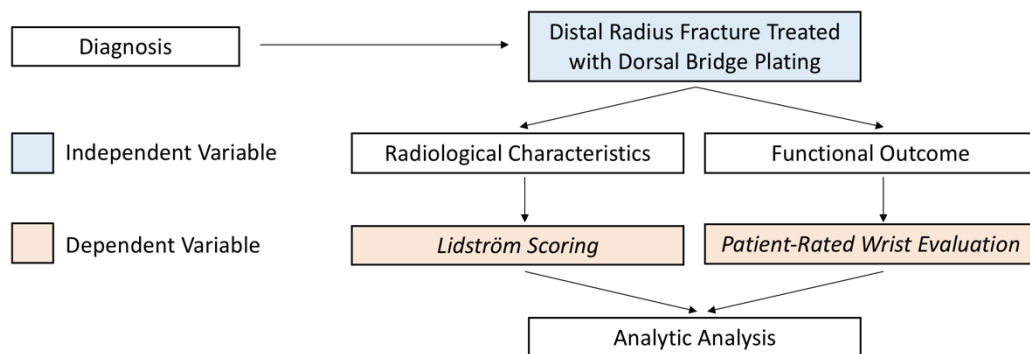 Diagnosis
Distal Radius Fracture Treated
with Dorsal Bridge Plating
Independent Variable
Radiological Characteristics
Functional Outcome
Dependent Variable
Lidström Scoring
Patient-Rated Wrist Evaluation
Analytic Analysis